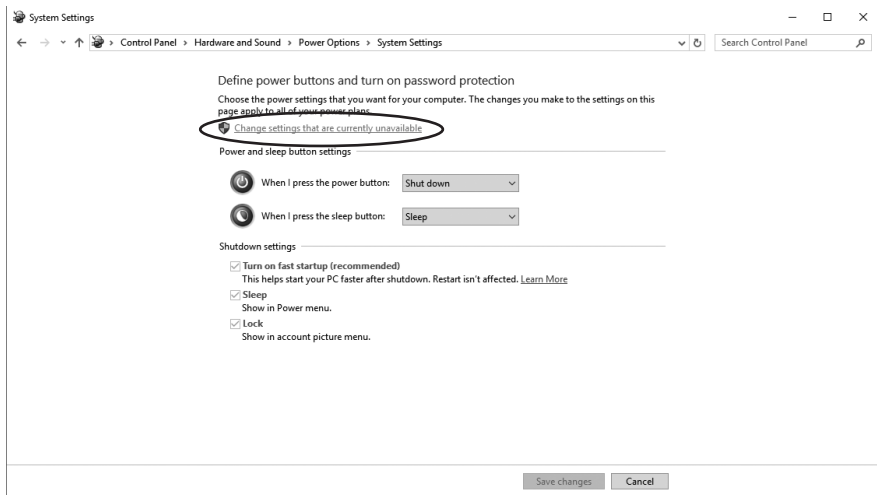 System Settings
Control Panel > Hardware and Sound > Power Options > System Settings
Search Control Panel
Define power buttons and turn on password protection
Choose the power settings that you want for your computer. The changes you make to the settings on this
page apply to all of your power plans.
Change settings that are currently unavailable
Power and sleep button settings
When I press the power button: Shut down
When I press the sleep button: Sleep
Shutdown settings
Turn on fast startup (recommended)
This helps start your PC faster after shutdown. Restart isn't affected. Learn More
Sleep
Show in Power menu.
Lock
Show in account picture menu.
Save changes Cancel